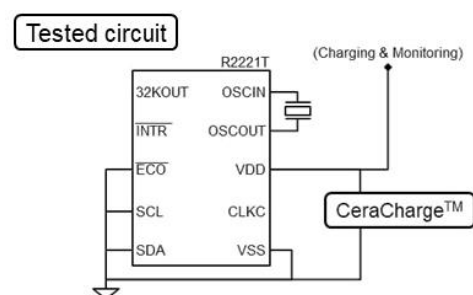 Tested circuit
R2221T
(Charging & Monitoring)
32KOUT OSCIN
INTR OSCOUT
ECO VDD
SCL CLKC
SDA VSS
CeraCharge™